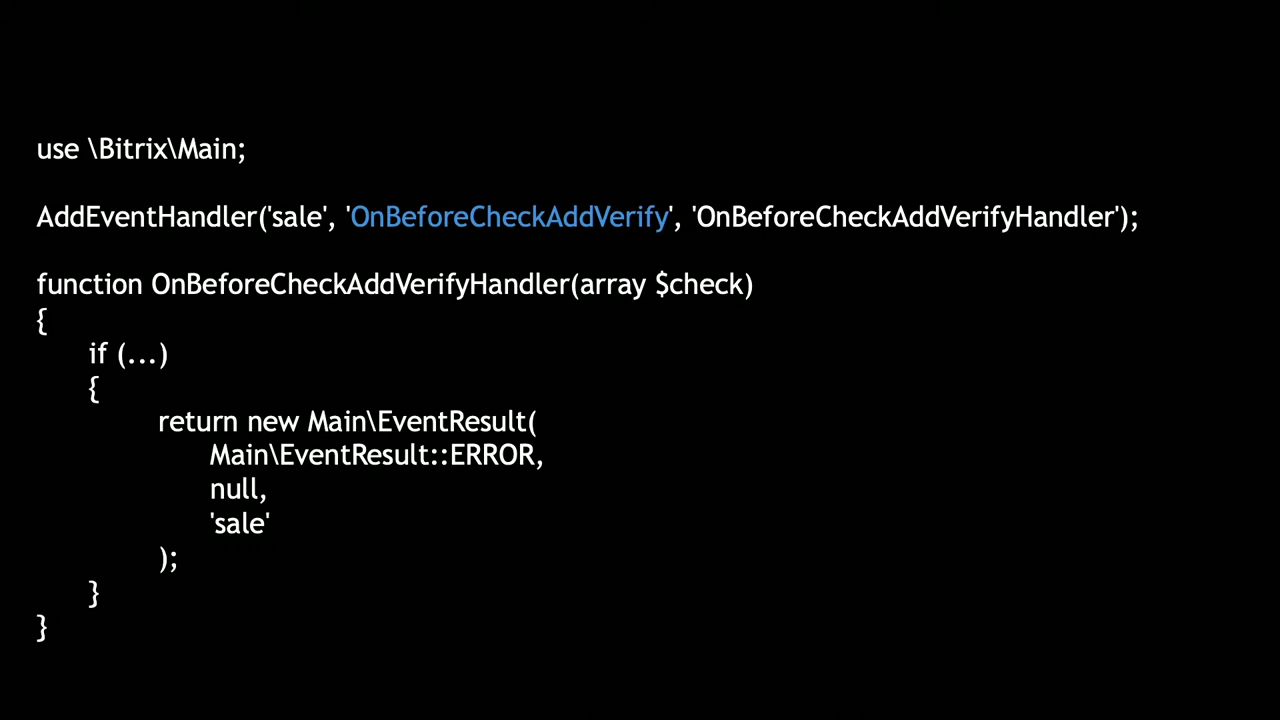 use \Bitrix\Main;
AddEventHandler('sale', 'OnBeforeCheckAddVerify', 'OnBeforeCheckAddVerifyHandler');
function OnBeforeCheckAddVerifyHandler(array $check)
{
if (...)
{
return new Main\EventResult(
Main\EventResult::ERROR,
null,
'sale'
);
}
}